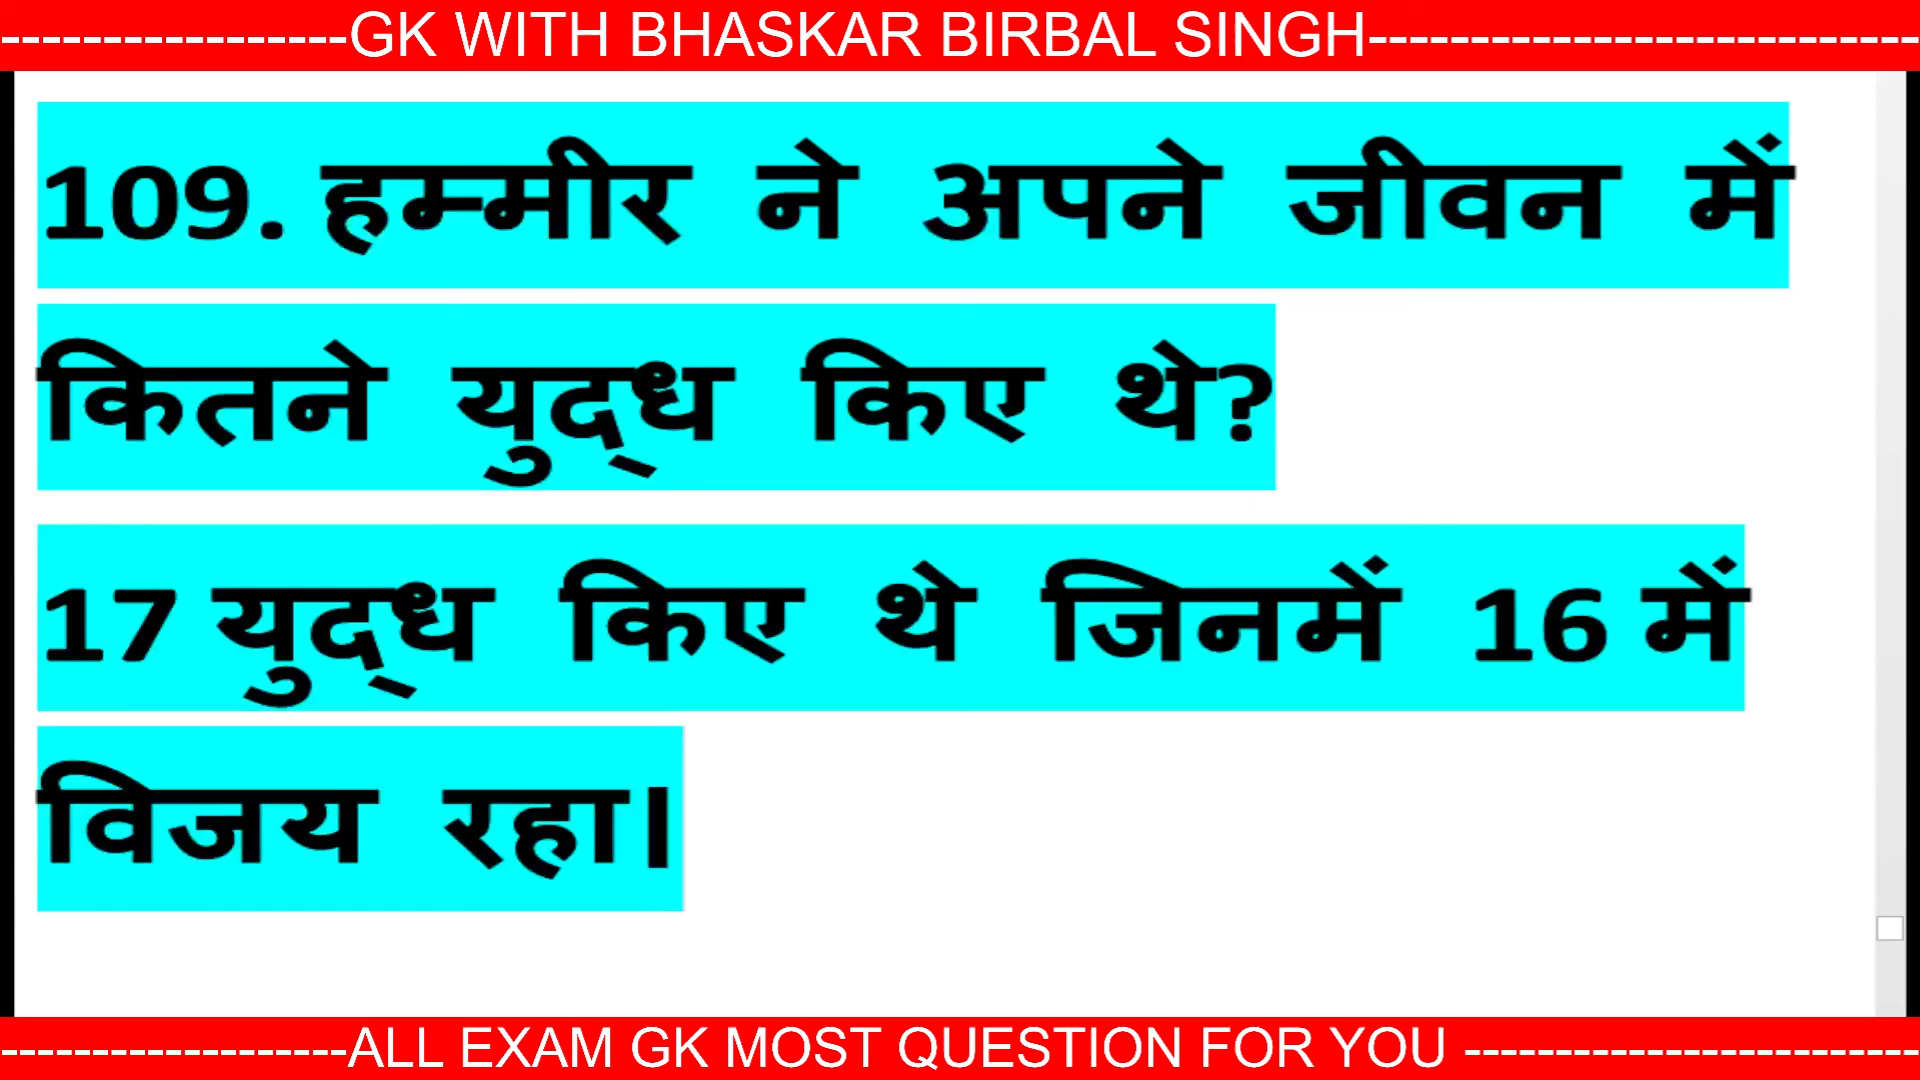 -----------------GK WITH BHASKAR BIRBAL SINGH---------------------------
109. हम्मीर ने अपने जीवन में
कितने युद्ध किए थे?
17 युद्ध किए थे जिनमें 16 में
विजय रहा।
-------------------ALL EXAM GK MOST QUESTION FOR YOU -------------------------